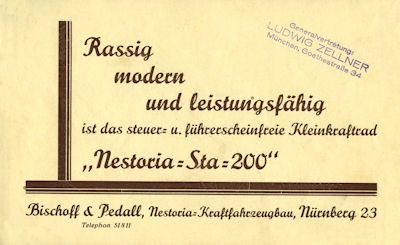 Generalvertretung:
LUDWIG ZELLNER
München, Goethestraße 34
Rassig
modern
und leistungsfähig
ist das steuer= u. führerscheinfreie Kleinkraftrad
„Nestoria=Sta=200“
Bischoff & Pedall, Nestoria=Kraftfahrzeugbau, Nürnberg 23
Telephon 51811